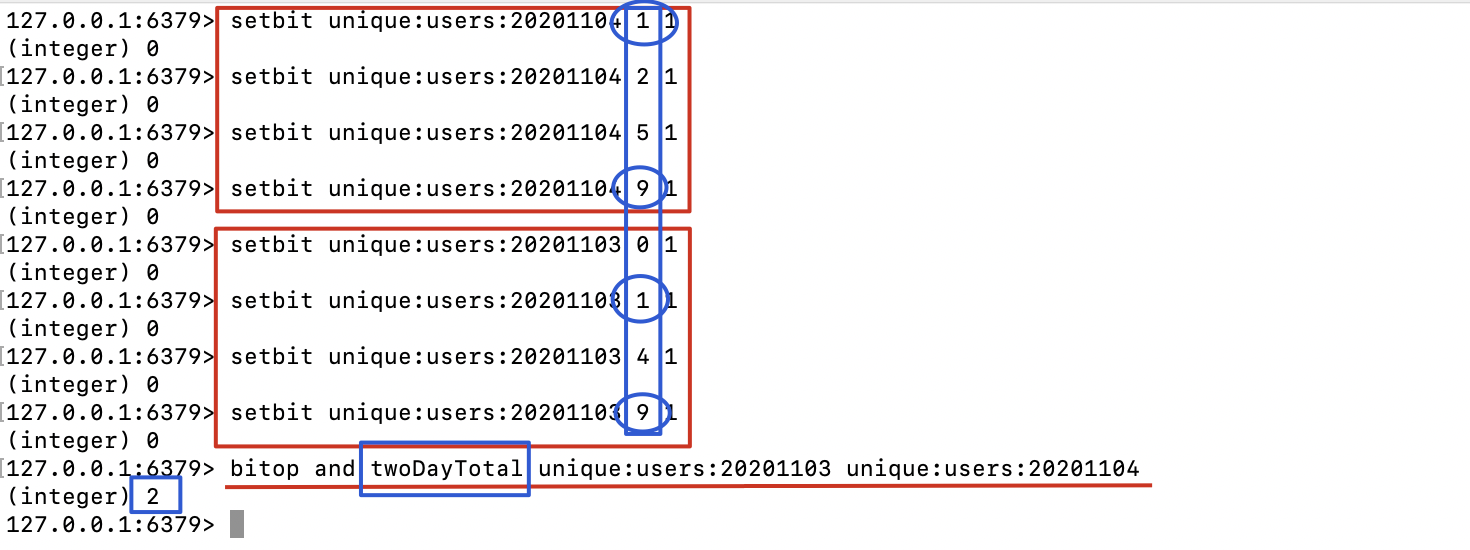 127.0.0.1:6379> setbit unique:users:20201104 1 1
(integer) 0
[127.0.0.1:6379> setbit unique:users:20201104 2 1
(integer) 0
[127.0.0.1:6379> setbit unique:users:20201104 5 1
(integer) 0
[127.0.0.1:6379> setbit unique:users:20201104 9 1
(integer) 0
[127.0.0.1:6379> setbit unique:users:20201103 0 1
(integer) 0
[127.0.0.1:6379> setbit unique:users:20201103 1 1
(integer) 0
[127.0.0.1:6379> setbit unique:users:20201103 4 1
(integer) 0
[127.0.0.1:6379> setbit unique:users:20201103 9 1
(integer) 0
[127.0.0.1:6379> bitop and twoDayTotal unique:users:20201103 unique:users:20201104
(integer) 2
127.0.0.1:6379>